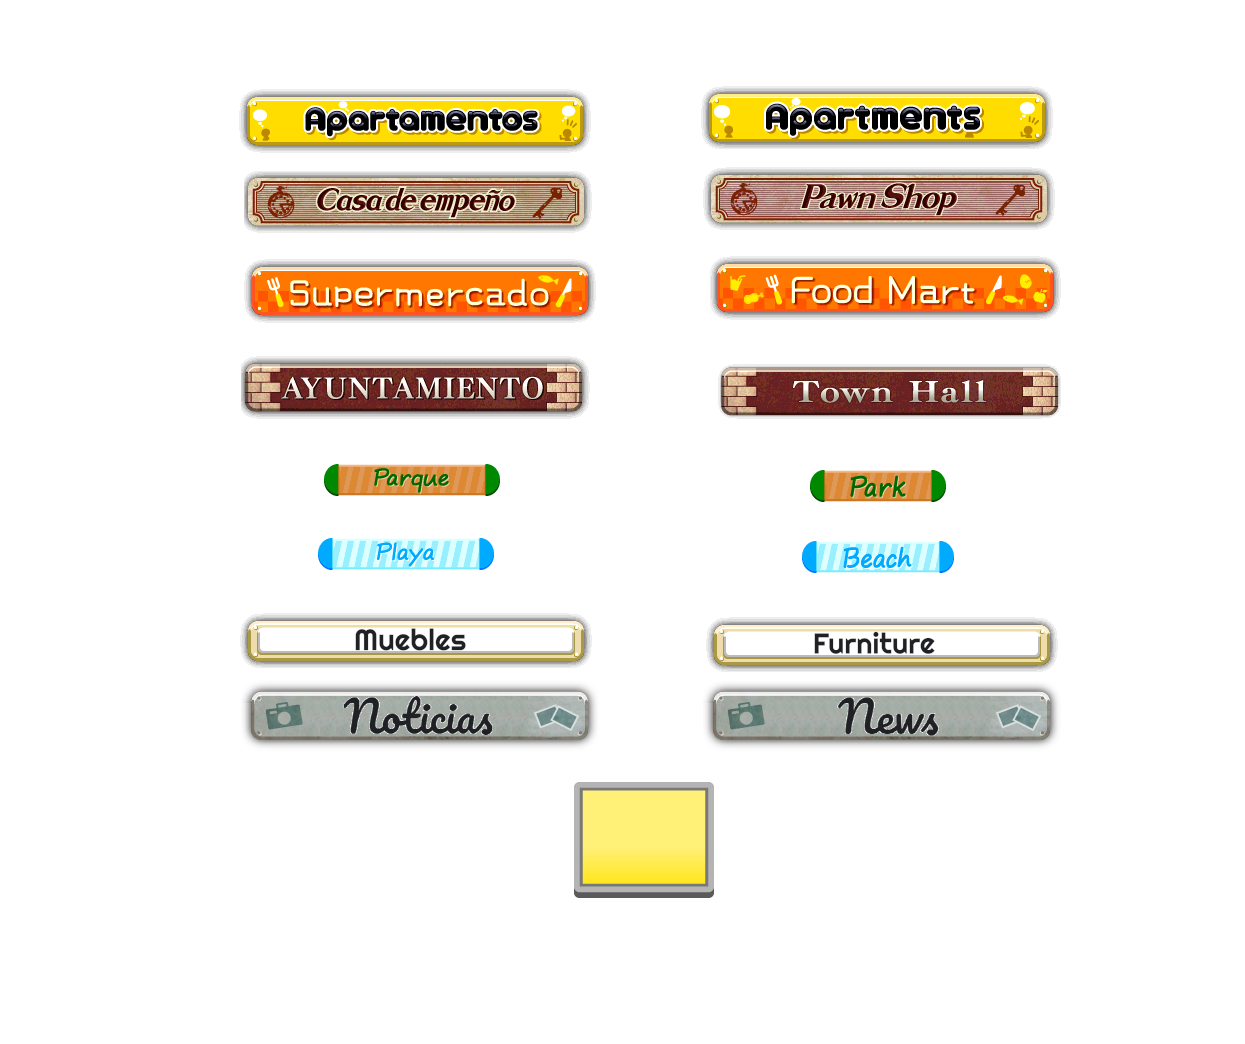 Apartamentos
Apartments
Casa de empeño
Pawn Shop
Supermercado
Food Mart
AYUNTAMIENTO
Town Hall
Parque
Park
Playa
Beach
Muebles
Furniture
Noticias
News